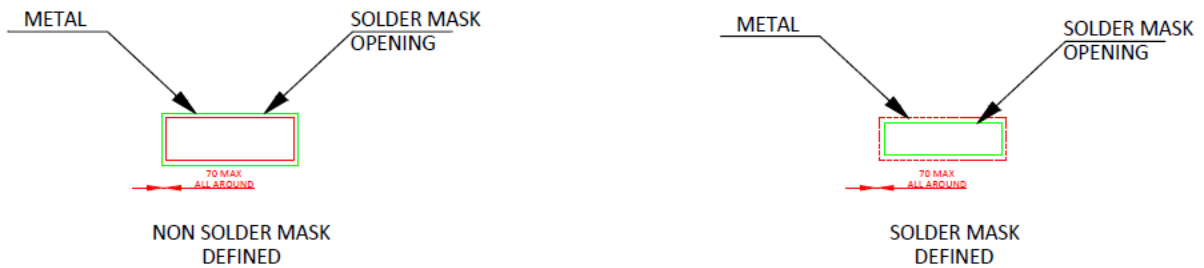 METAL
SOLDER MASK
OPENING
70 MAX
ALL AROUND
NON SOLDER MASK
DEFINED
METAL
SOLDER MASK
OPENING
70 MAX
ALL AROUND
SOLDER MASK
DEFINED